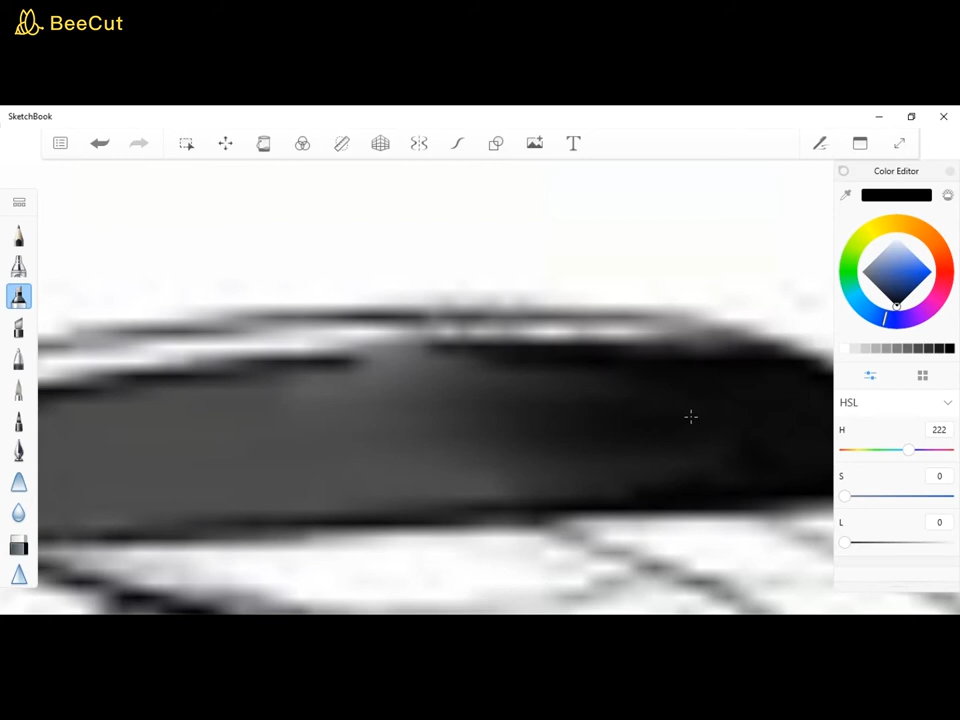 BeeCut
SketchBook
T
Color Editor
HSL
H 222
S 0
L 0